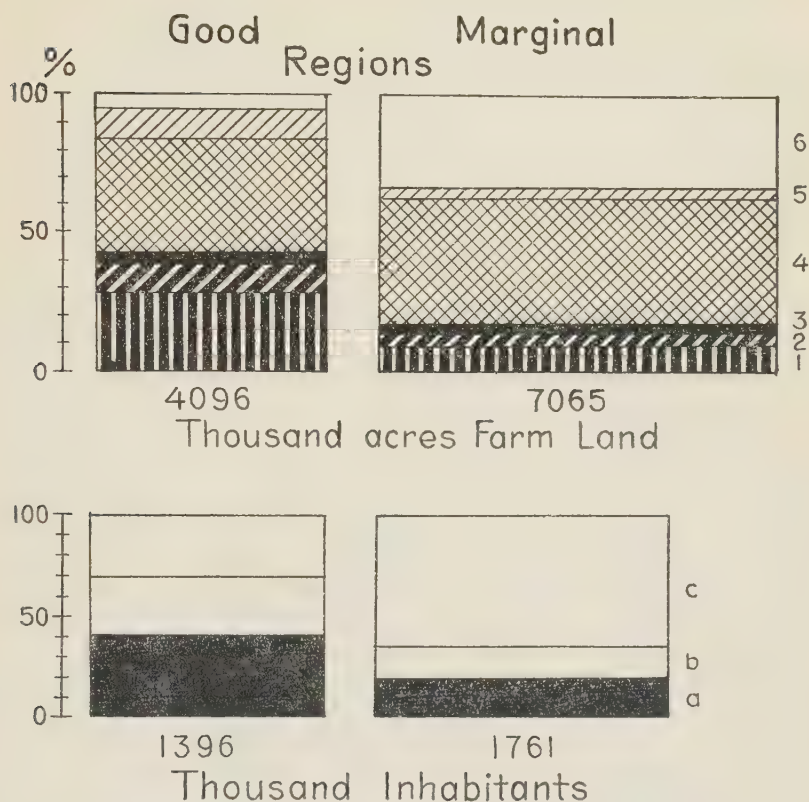 Good Marginal
Regions
%
100
50
0
6
5
4
3
2
1
4096 7065
Thousand acres Farm Land
100
50
0
c
b
a
1396 1761
Thousand Inhabitants